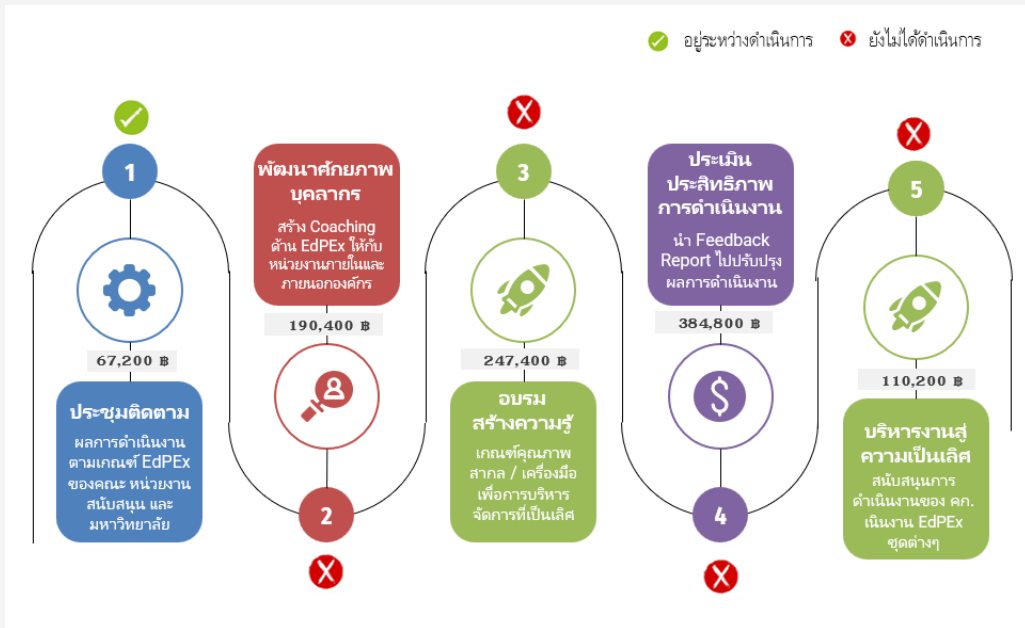 อยู่ระหว่างดำเนินการ
ยังไม่ได้ดำเนินการ
1
67,200 ฿
ประชุมติดตาม
ผลการดำเนินงาน
ตามเกณฑ์ EdPEx
ของคณะ หน่วยงาน
สนับสนุน และ
มหาวิทยาลัย
พัฒนาศักยภาพ
บุคลากร
สร้าง Coaching
ด้าน EdPEx ให้กับ
หน่วยงานภายในและ
ภายนอกองค์กร
190,400 ฿
2
3
247,400 ฿
อบรม
สร้างความรู้
เกณฑ์คุณภาพ
สากล / เครื่องมือ
เพื่อการบริหาร
จัดการที่เป็นเลิศ
ประเมิน
ประสิทธิภาพ
การดำเนินงาน
นำ Feedback
Report ไปปรับปรุง
ผลการดำเนินงาน
384,800 ฿
4
5
110,200 ฿
บริหารงานสู่
ความเป็นเลิศ
สนับสนุนการ
ดำเนินงานของ คก.
เนินงาน EdPEx
ชุดต่างๆ